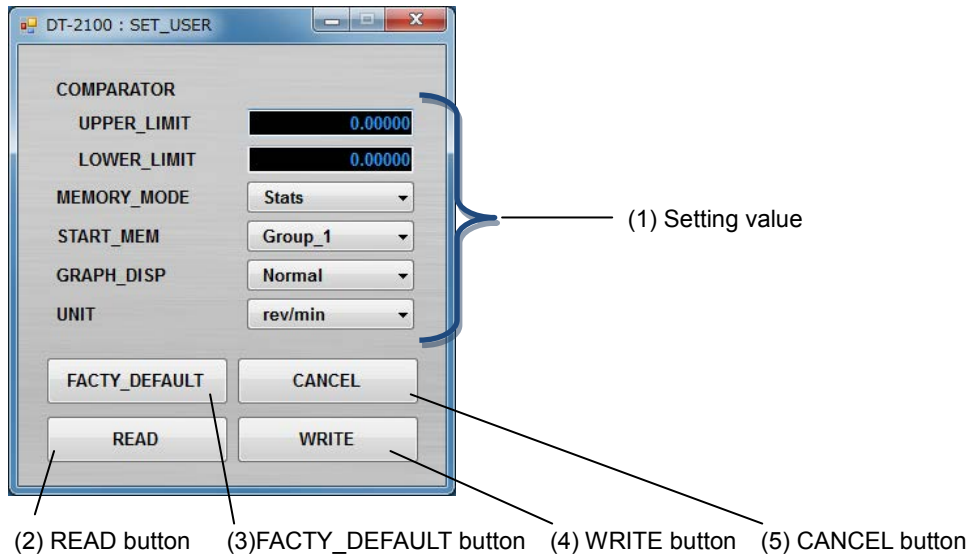 DT-2100 : SET_USER
COMPARATOR
UPPER_LIMIT 0.00000
LOWER_LIMIT 0.00000
MEMORY_MODE Stats
START_MEM Group_1
(1) Setting value
GRAPH_DISP Normal
UNIT rev/min
FACTY_DEFAULT CANCEL
READ WRITE
(2) READ button (3)FACTY_DEFAULT button (4) WRITE button (5) CANCEL button